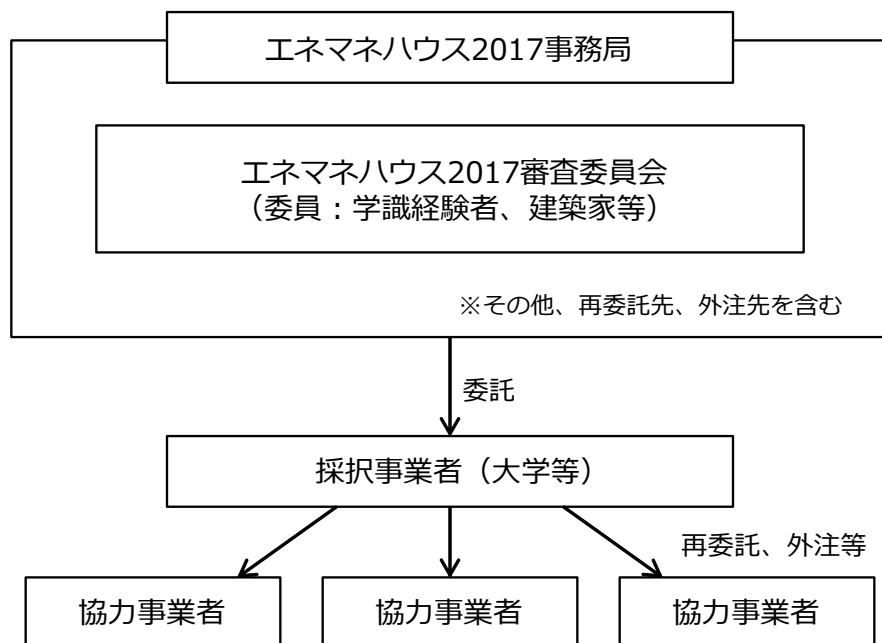 エネマネハウス2017事務局
エネマネハウス2017審査委員会
（委員：学識経験者、建築家等）
※その他、再委託先、外注先を含む
委託
採択事業者（大学等）
再委託、外注等
協力事業者
協力事業者
協力事業者